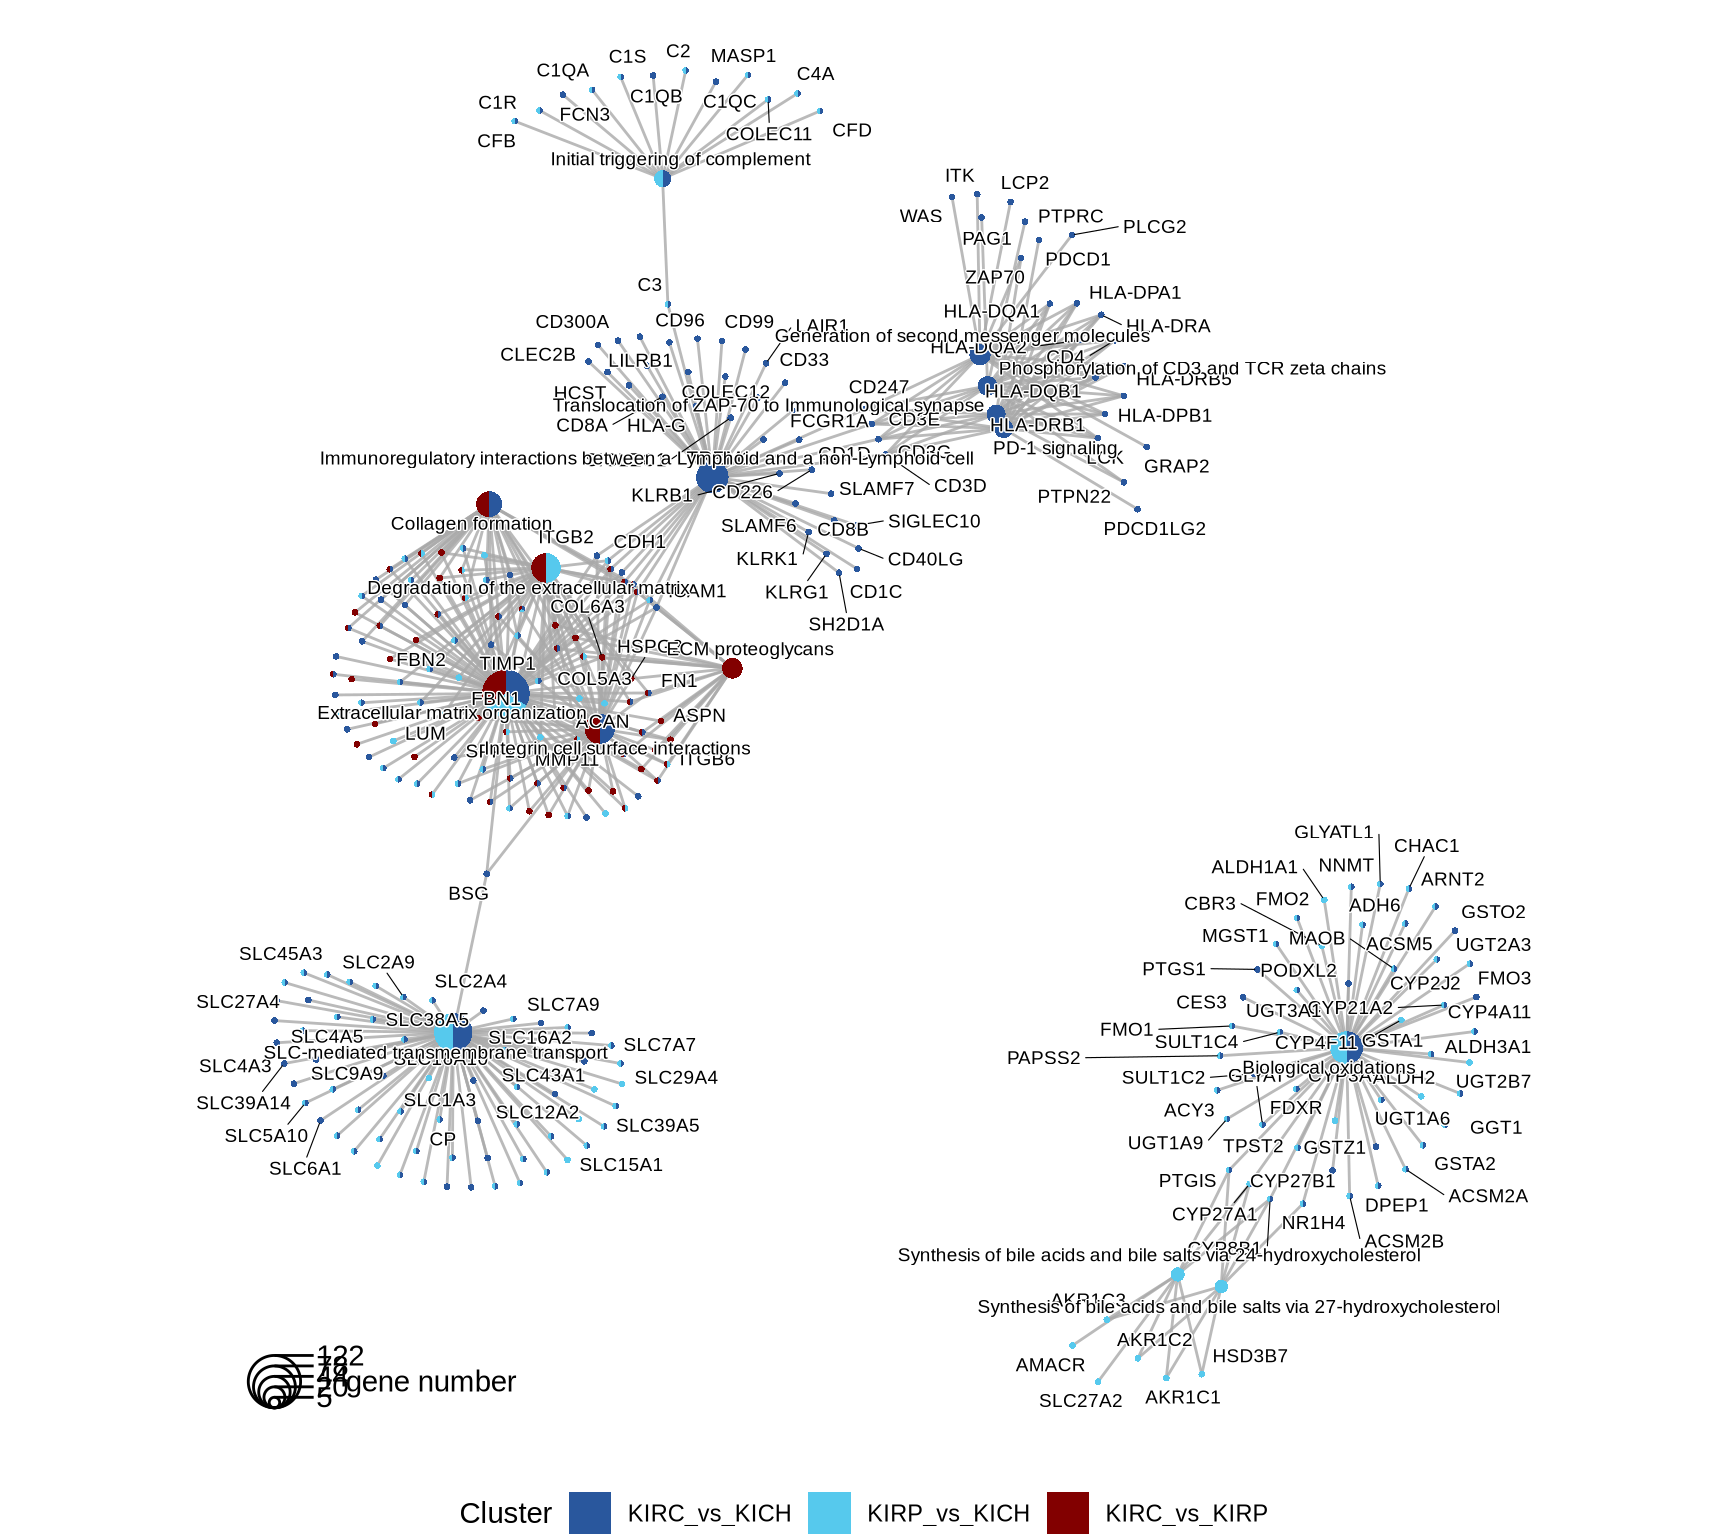 C1S
C2
MASP1
C1QA
C4A
C1QB
C1QC
C1R
FCN3
COLEC11
CFD
CFB
Initial triggering of complement
ITK
LCP2
WAS
PTPRC
PLCG2
PAG1
PDCD1
ZAP70
C3
HLA-DPA1
HLA-DQA1
CD300A
CD96
CD99
LAIR1
HLA-DRA
Generation of second messenger molecules
HLA-DQA2
CLEC2B
LILRB1
CD33
CD4
Phosphorylation of CD3 and TCR zeta chains
HLA-DRB5
HCST
COLEC12
CD247
HLA-DQB1
Translocation of ZAP-70 to Immunological synapse
HLA-DPB1
CD8A
HLA-G
FCGR1A
CD3E
HLA-DRB1
PD-1 signaling
CD1D
CD3G
LCK
Immunoregulatory interactions between a Lymphoid and a non-Lymphoid cell
GRAP2
KLRB1
CD226
SLAMF7
CD3D
PTPN22
Collagen formation
ITGB2
CDH1
SLAMF6
CD8B
SIGLEC10
PDCD1LG2
KLRK1
CD40LG
Degradation of the extracellular matrix
ICAM1
KLRG1
CD1C
COL6A3
SH2D1A
HSPG2
ECM proteoglycans
FBN2
TIMP1
COL5A3
FN1
FBN1
Extracellular matrix organization
ACAN
ASPN
LUM
Integrin cell surface interactions
MMP11
ITGB6
BSG
GLYATL1
CHAC1
ALDH1A1
NNMT
ARNT2
CBR3
FMO2
ADH6
GSTO2
MGST1
MAOB
ACSM5
UGT2A3
PTGS1
PODXL2
CYP2J2
FMO3
CES3
UGT3A1
CYP21A2
CYP4A11
FMO1
SULT1C4
CYP4F11
GSTA1
ALDH3A1
PAPSS2
Biological oxidations
SULT1C2
ALDH2
UGT2B7
ACY3
FDXR
UGT1A6
GGT1
UGT1A9
TPST2
GSTZ1
GSTA2
PTGIS
CYP27B1
ACSM2A
CYP27A1
NR1H4
DPEP1
CYP8B1
ACSM2B
Synthesis of bile acids and bile salts via 24-hydroxycholesterol
AKR1C3
Synthesis of bile acids and bile salts via 27-hydroxycholesterol
AKR1C2
AMACR
HSD3B7
SLC27A2
AKR1C1
SLC45A3
SLC2A9
SLC2A4
SLC27A4
SLC38A5
SLC7A9
SLC4A5
SLC16A2
SLC7A7
SLC-mediated transmembrane transport
SLC4A3
SLC9A9
SLC43A1
SLC29A4
SLC39A14
SLC1A3
SLC12A2
SLC39A5
SLC5A10
CP
SLC6A1
SLC15A1
122
20
5
gene number
Cluster
KIRC_vs_KICH
KIRP_vs_KICH
KIRC_vs_KIRP